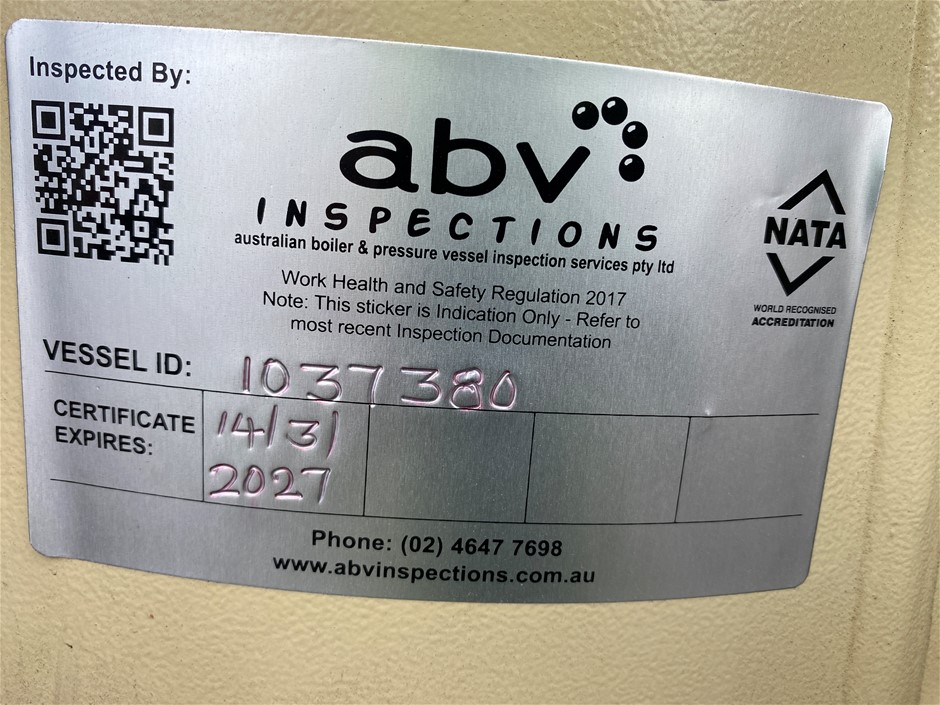 Inspected By:
abv
INSPECTIONS
australian boiler & pressure vessel inspection services pty ltd
NATA
WORLD RECOGNISED
ACCREDITATION
Work Health and Safety Regulation 2017
Note: This sticker is Indication Only - Refer to
most recent Inspection Documentation
VESSEL ID: 1037380
CERTIFICATE EXPIRES: 14/3/ 2027
Phone: (02) 4647 7698
www.abvinspections.com.au